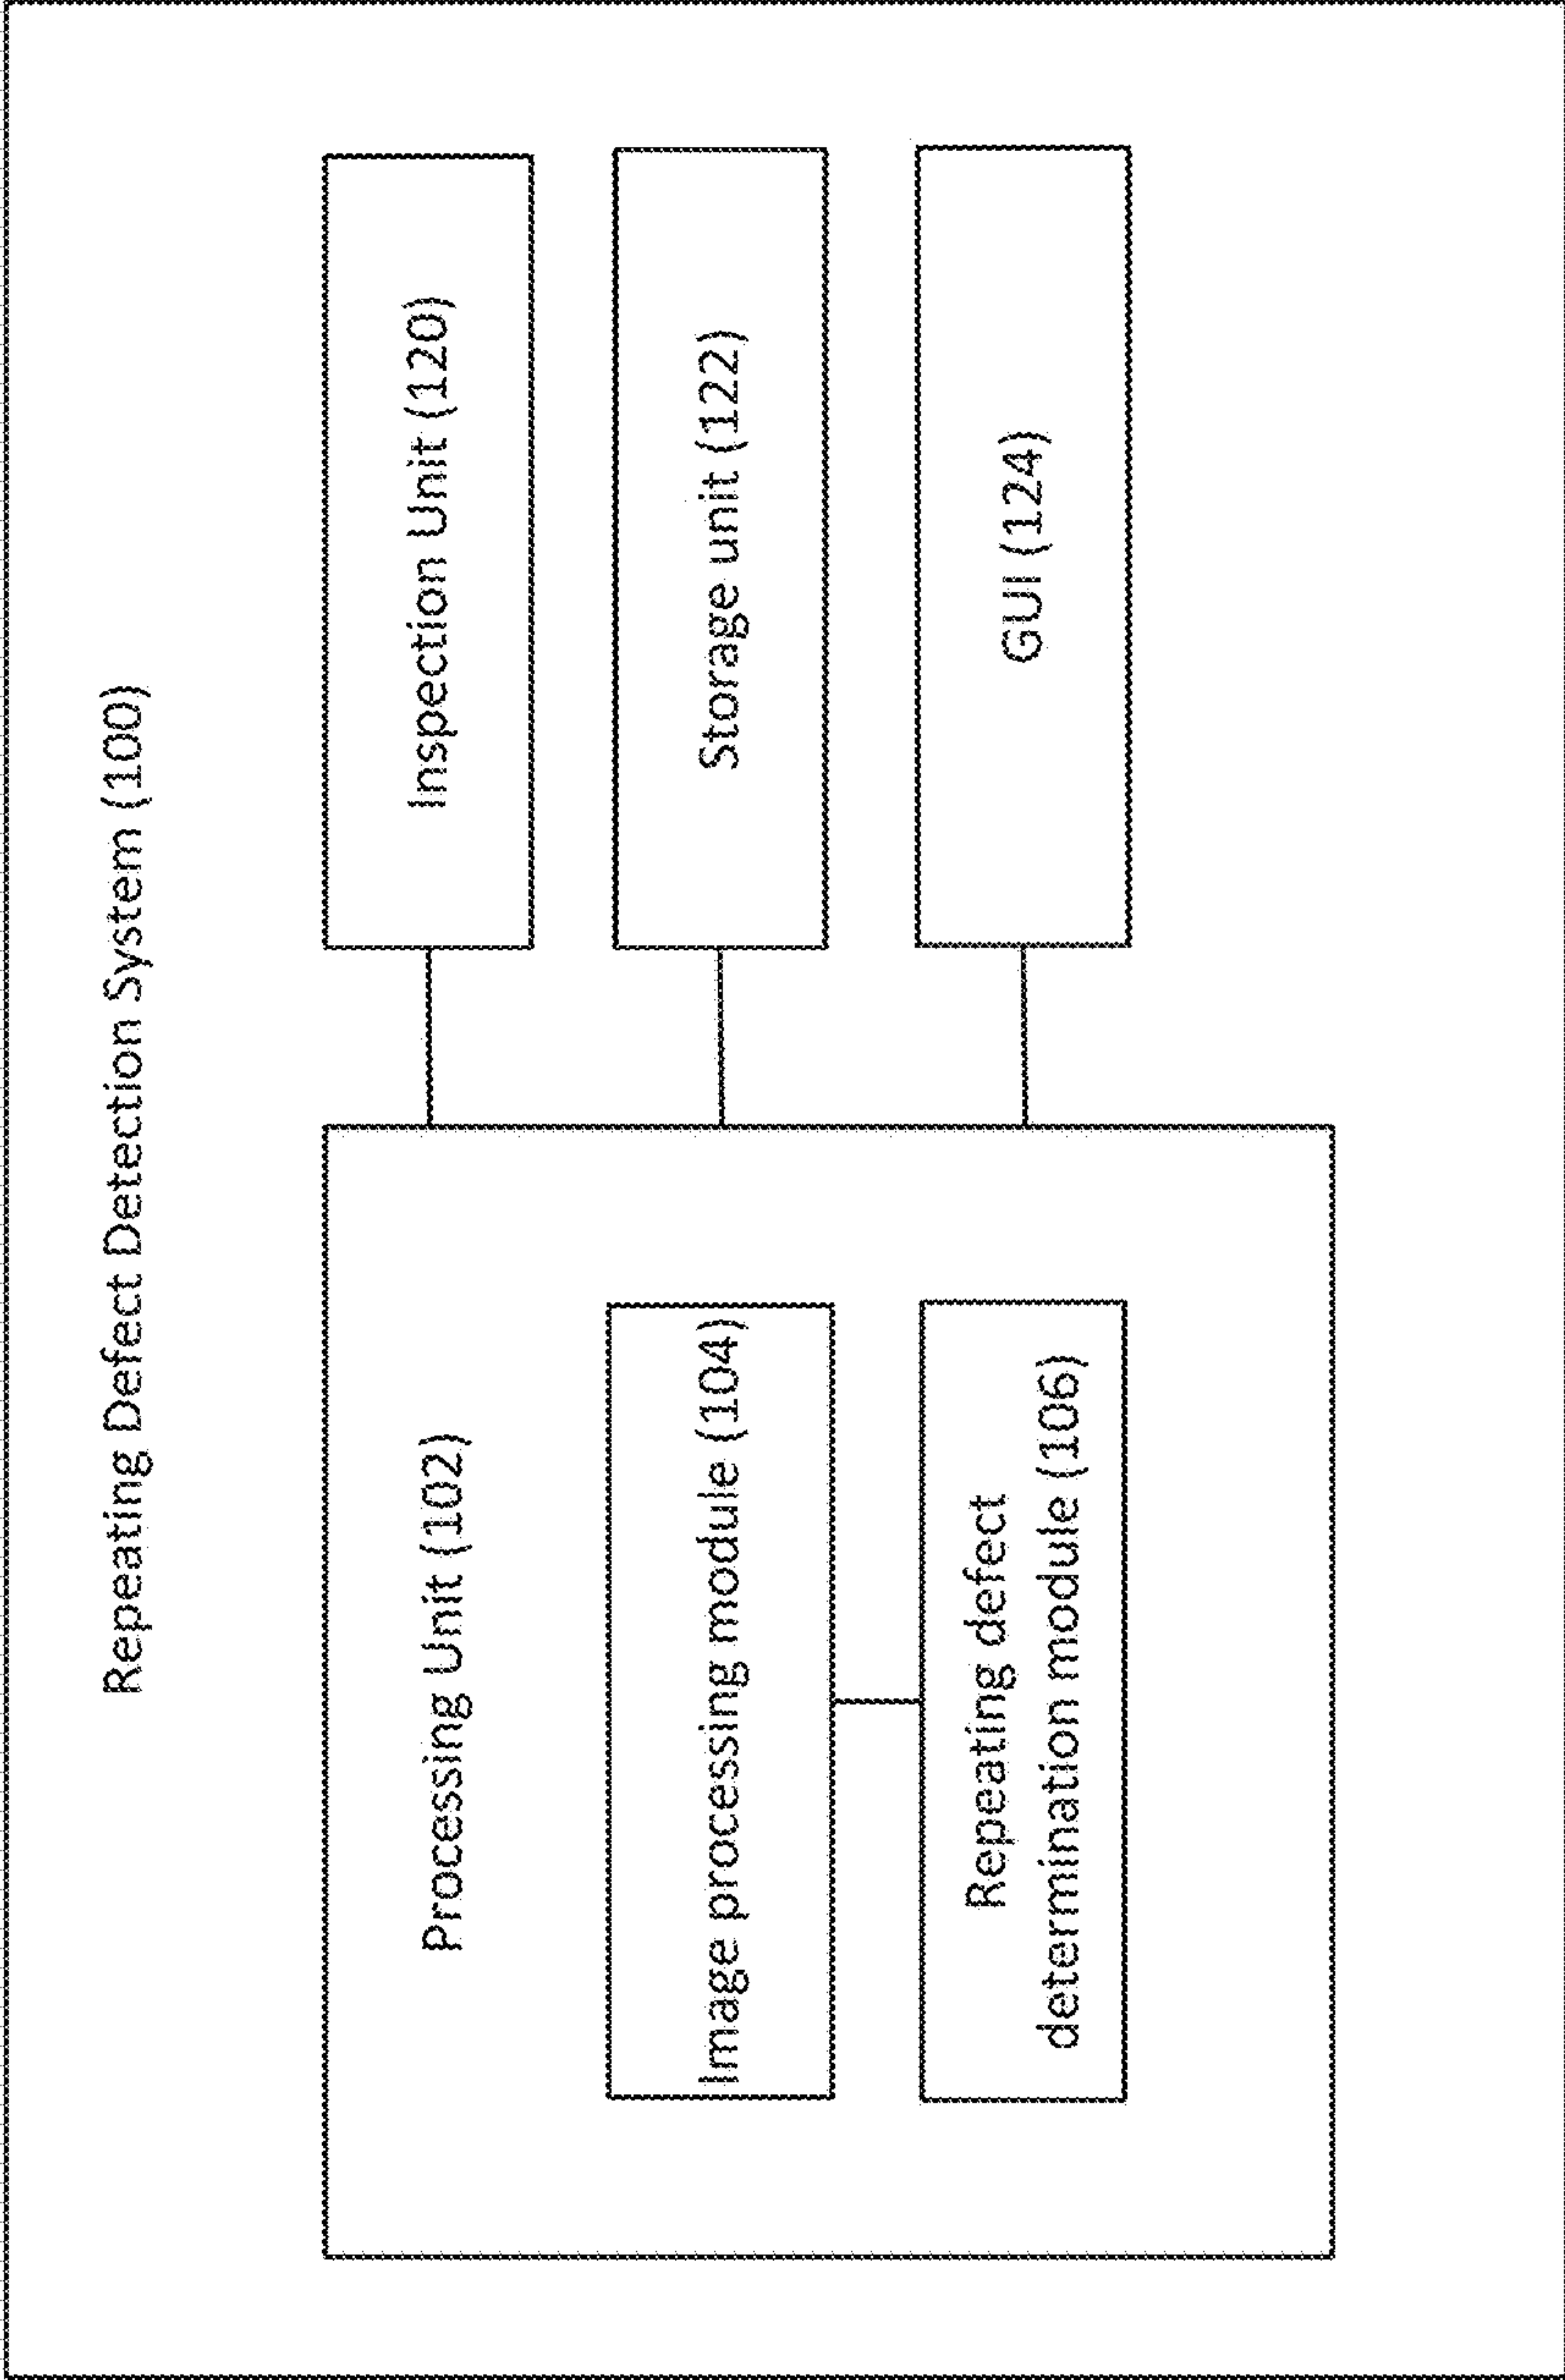 Repeating Defect Detection System (100)
Processing Unit (102)
Image processing module (104)
Repeating defect
determination module (106)
Inspection Unit (120)
Storage unit (122)
GUI (124)